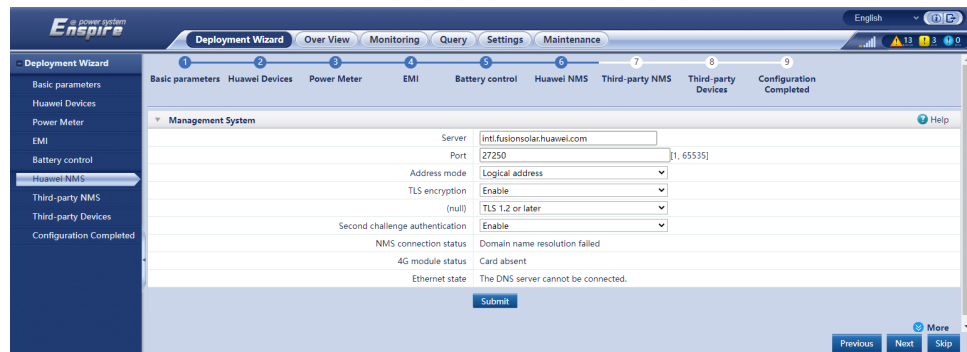 e power system
Enspire
English
Deployment Wizard Over View Monitoring Query Settings Maintenance
13 3 0
Deployment Wizard
Basic parameters
Huawei Devices
Power Meter
EMI
Battery control
Huawei NMS
Third-party NMS
Third-party Devices
Configuration Completed
1 2 3 4 5 6 7 8 9
Basic parameters Huawei Devices Power Meter EMI Battery control Huawei NMS Third-party NMS Third-party Configuration
Devices Completed
Management System Help
Server intl.fusionsolar.huawei.com
Port 27250 [1, 65535]
Address mode Logical address
TLS encryption Enable
(null) TLS 1.2 or later
Second challenge authentication Enable
NMS connection status Domain name resolution failed
4G module status Card absent
Ethernet state The DNS server cannot be connected.
Submit
More
Previous Next Skip